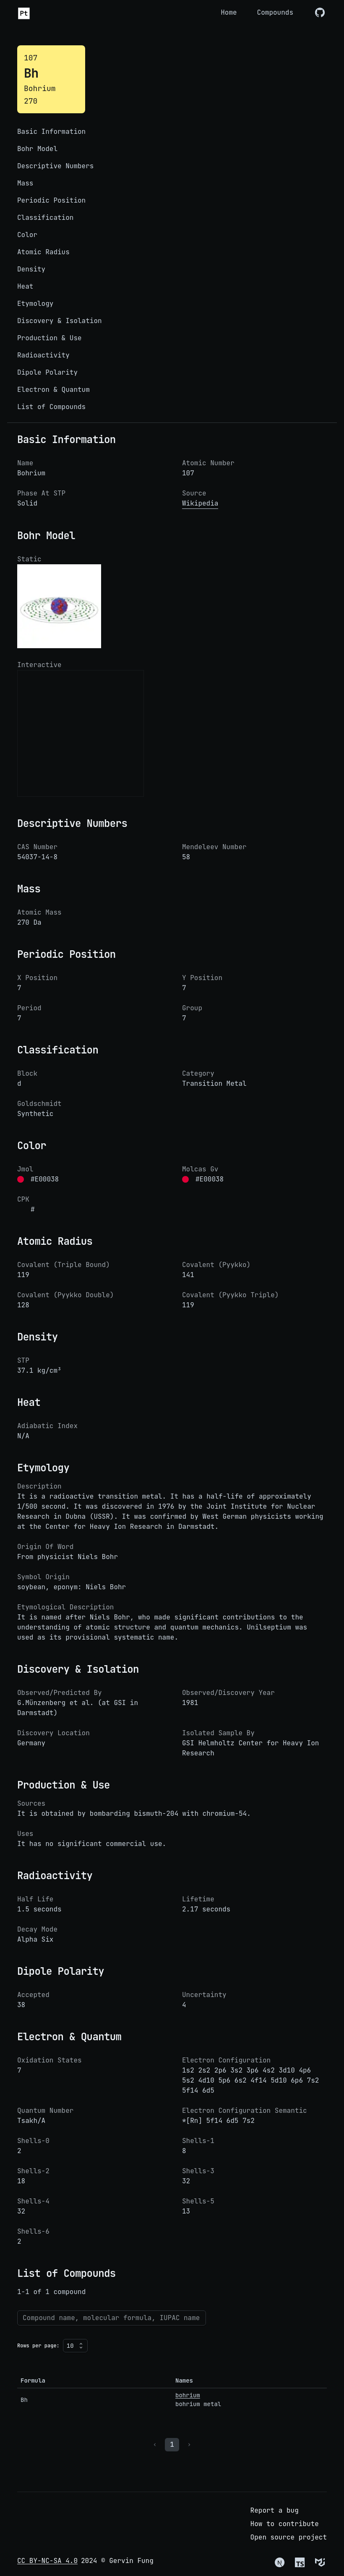 Pt
Home
Compounds
107
Bh
Bohrium
270
Basic Information
Bohr Model
Descriptive Numbers
Mass
Periodic Position
Classification
Color
Atomic Radius
Density
Heat
Etymology
Discovery & Isolation
Production & Use
Radioactivity
Dipole Polarity
Electron & Quantum
List of Compounds
Basic Information
Name
Bohrium
Atomic Number
107
Phase At STP
Solid
Source
Wikipedia
Bohr Model
Static
Interactive
Descriptive Numbers
CAS Number
54037-14-8
Mendeleev Number
58
Mass
Atomic Mass
270 Da
Periodic Position
X Position
7
Y Position
7
Period
7
Group
7
Classification
Block
d
Category
Transition Metal
Goldschmidt
Synthetic
Color
Jmol
#E00038
Molcas Gv
#E00038
CPK
#
Atomic Radius
Covalent (Triple Bound)
119
Covalent (Pyykko)
141
Covalent (Pyykko Double)
128
Covalent (Pyykko Triple)
119
Density
STP
37.1 kg/cm³
Heat
Adiabatic Index
N/A
Etymology
Description
It is a radioactive transition metal. It has a half-life of approximately
1/500 second. It was discovered in 1976 by the Joint Institute for Nuclear
Research in Dubna (USSR). It was confirmed by West German physicists working
at the Center for Heavy Ion Research in Darmstadt.
Origin Of Word
From physicist Niels Bohr
Symbol Origin
soybean, eponym: Niels Bohr
Etymological Description
It is named after Niels Bohr, who made significant contributions to the
understanding of atomic structure and quantum mechanics. Unilseptium was
used as its provisional systematic name.
Discovery & Isolation
Observed/Predicted By
G.Münzenberg et al. (at GSI in
Darmstadt)
Observed/Discovery Year
1981
Discovery Location
Germany
Isolated Sample By
GSI Helmholtz Center for Heavy Ion
Research
Production & Use
Sources
It is obtained by bombarding bismuth-204 with chromium-54.
Uses
It has no significant commercial use.
Radioactivity
Half Life
1.5 seconds
Lifetime
2.17 seconds
Decay Mode
Alpha Six
Dipole Polarity
Accepted
38
Uncertainty
4
Electron & Quantum
Oxidation States
7
Electron Configuration
1s2 2s2 2p6 3s2 3p6 4s2 3d10 4p6
5s2 4d10 5p6 6s2 4f14 5d10 6p6 7s2
5f14 6d5
Quantum Number
Tsakh/A
Electron Configuration Semantic
*[Rn] 5f14 6d5 7s2
Shells-0
2
Shells-1
8
Shells-2
18
Shells-3
32
Shells-4
32
Shells-5
13
Shells-6
2
List of Compounds
1-1 of 1 compound
Compound name, molecular formula, IUPAC name
Rows per page: 10
Formula
Names
Bh
bohrium
bohrium metal
‹ 1 ›
Report a bug
How to contribute
Open source project
CC BY-NC-SA 4.0 2024 © Gervin Fung
N
TS